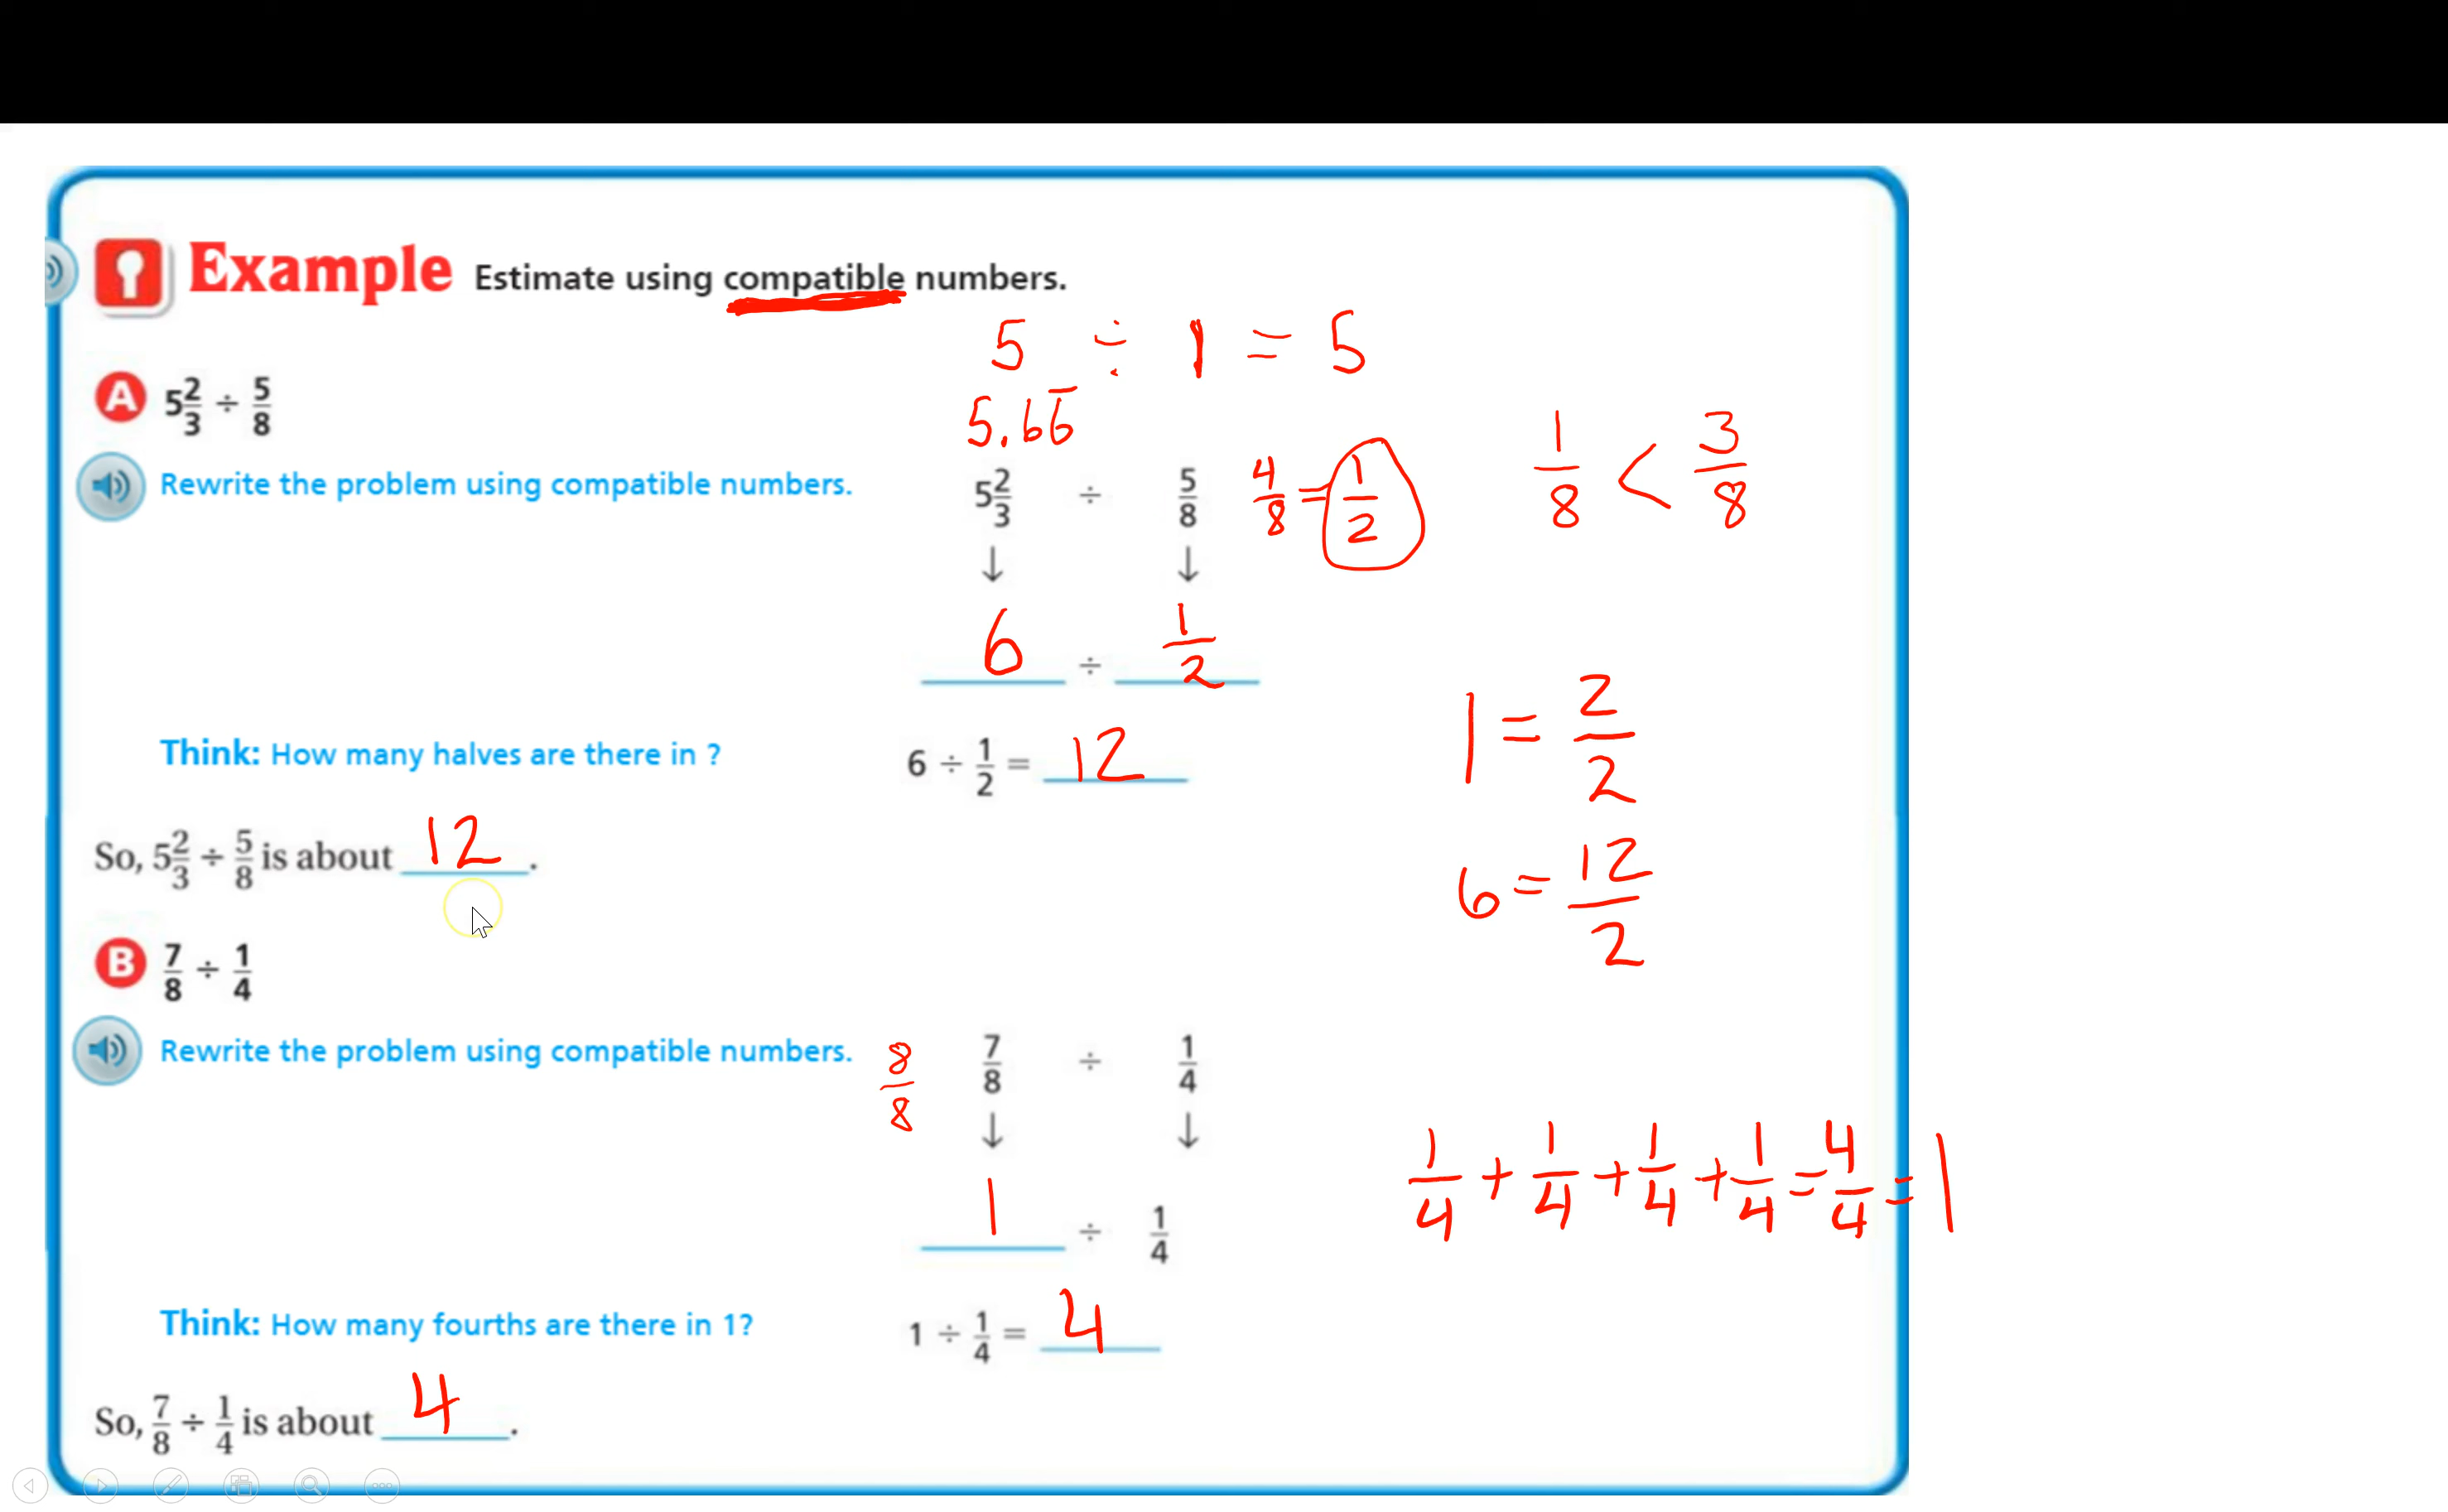 Example Estimate using compatible numbers.
5 ÷ 1 = 5
A 5 2/3 ÷ 5/8
5.66̅
1/8 < 3/8
Rewrite the problem using compatible numbers. 5 2/3 ÷ 5/8 4/8 = 1/2
↓ ↓
6 ÷ 1/2
1 = 2/2
Think: How many halves are there in ? 6 ÷ 1/2 = 12
So, 5 2/3 ÷ 5/8 is about 12.
6 = 12/2
B 7/8 ÷ 1/4
Rewrite the problem using compatible numbers. 8/8 7/8 ÷ 1/4
↓ ↓
1 ÷ 1/4
1/4 + 1/4 + 1/4 + 1/4 = 4/4 = 1
Think: How many fourths are there in 1? 1 ÷ 1/4 = 4
So, 7/8 ÷ 1/4 is about 4.